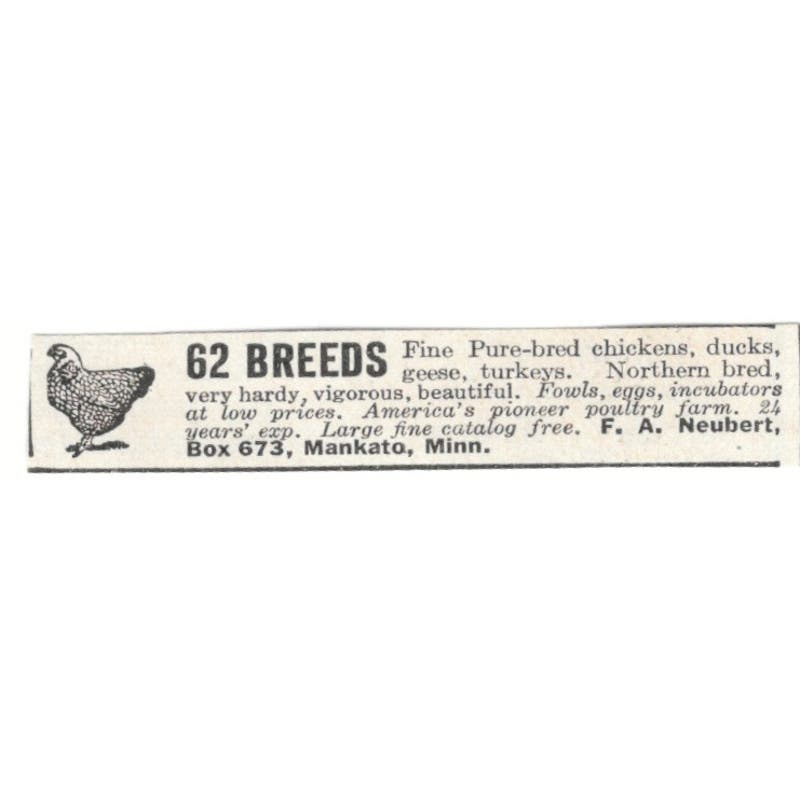 62 BREEDS Fine Pure-bred chickens, ducks,
geese, turkeys. Northern bred,
very hardy, vigorous, beautiful. Fowls, eggs, incubators
at low prices. America's pioneer poultry farm. 24
years' exp. Large fine catalog free. F. A. Neubert,
Box 673, Mankato, Minn.